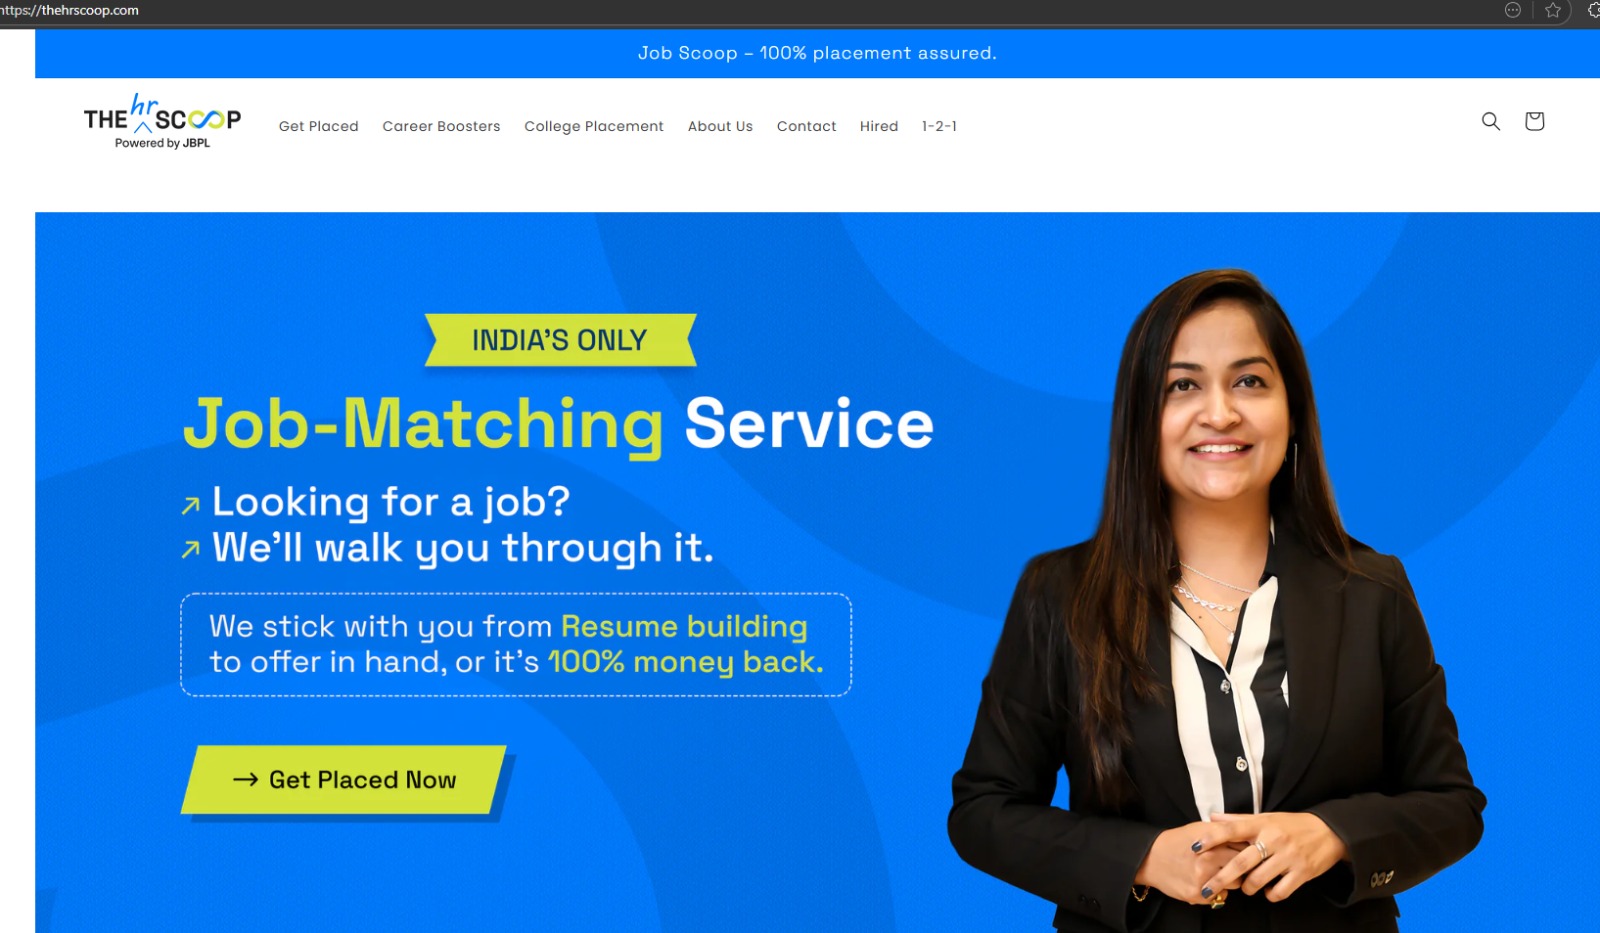 https://thehrscoop.com
Job Scoop – 100% placement assured.
THE hr SCOOP
Powered by JBPL
Get Placed Career Boosters College Placement About Us Contact Hired 1-2-1
INDIA’S ONLY
Job-Matching Service
Looking for a job?
We’ll walk you through it.
We stick with you from Resume building
to offer in hand, or it’s 100% money back.
→ Get Placed Now